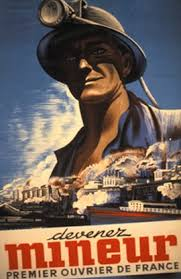 devenez
mineur
PREMIER OUVRIER DE FRANCE